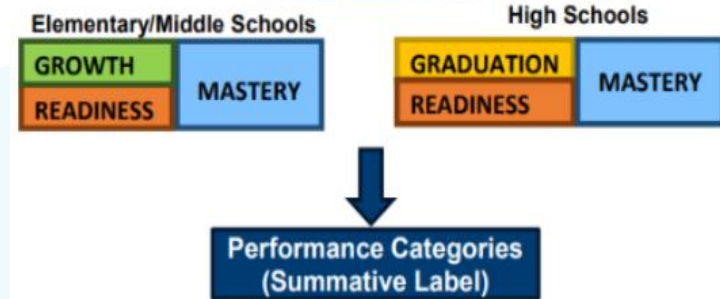 Elementary/Middle Schools
GROWTH
READINESS
MASTERY
High Schools
GRADUATION
READINESS
MASTERY
Performance Categories
(Summative Label)